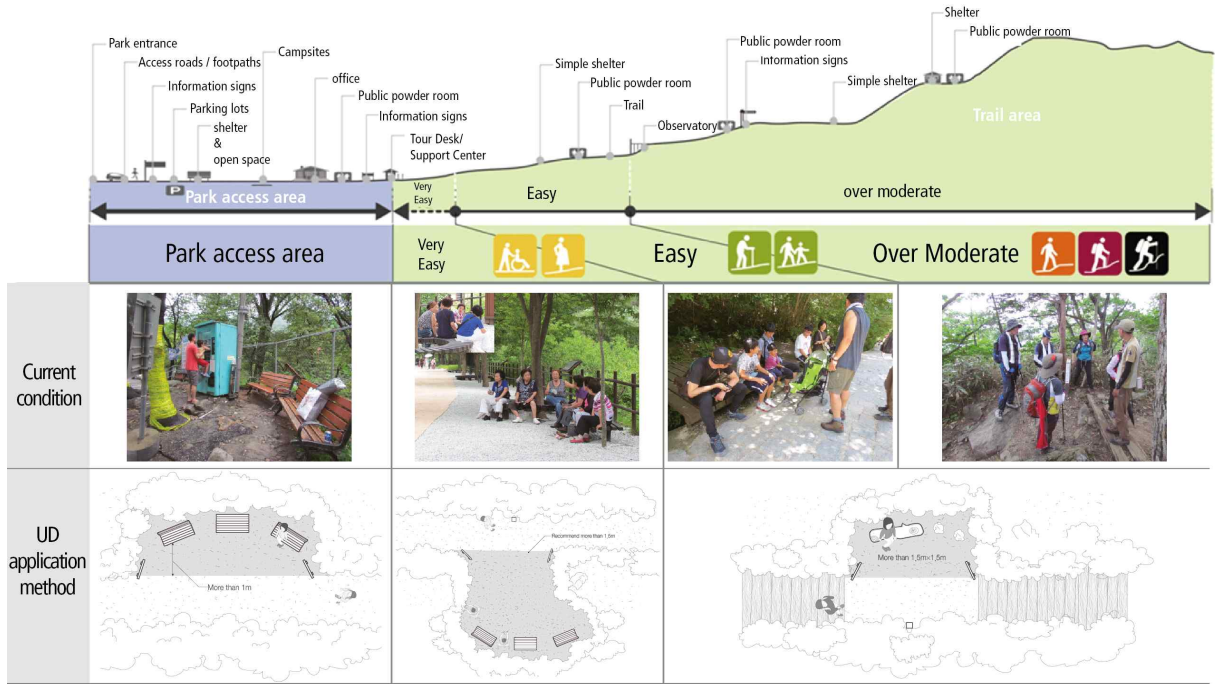 Park entrance
Access roads / footpaths
Information signs
Parking lots
shelter
&
open space
Campsites
office
Public powder room
Information signs
Tour Desk/
Support Center
Simple shelter
Public powder room
Trail
Observatory
Public powder room
Information signs
Simple shelter
Shelter
Public powder room
Trail area
P
Park access area
Very
Easy
Easy
over moderate
Park access area
Very
Easy
Easy
Over Moderate
Current
condition
UD
application
method
More than 1m
Recommend more than 1,5m
More than 1,5m×1,5m